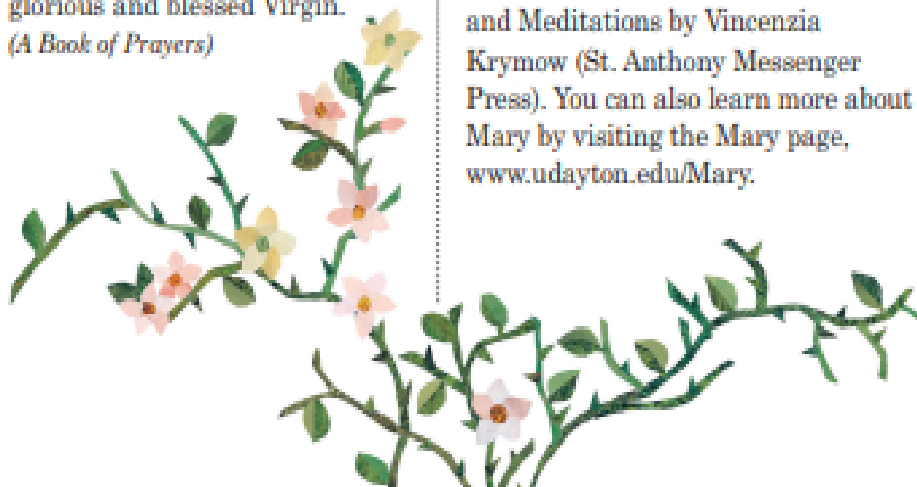 glorious and blessed Virgin.
(A Book of Prayers)
and Meditations by Vincenzia
Krymow (St. Anthony Messenger
Press). You can also learn more about
Mary by visiting the Mary page,
www.udayton.edu/Mary.